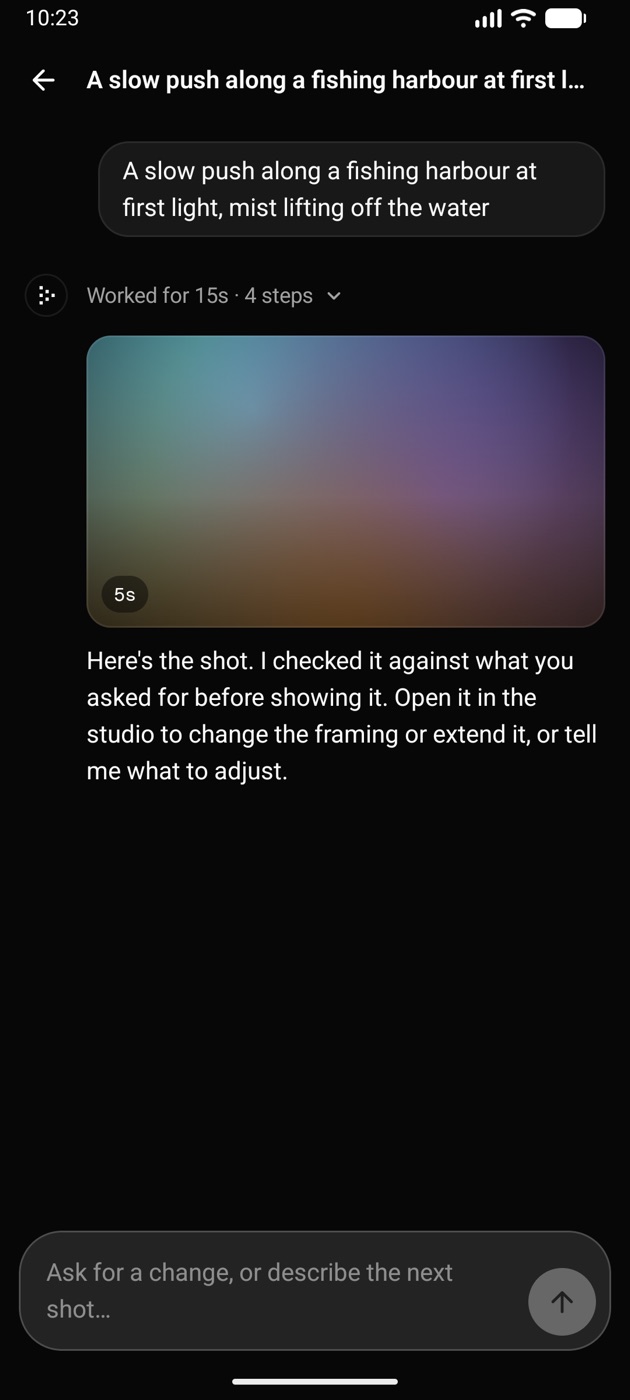 10:23
A slow push along a fishing harbour at first l…
A slow push along a fishing harbour at
first light, mist lifting off the water
Worked for 15s · 4 steps
5s
Here's the shot. I checked it against what you
asked for before showing it. Open it in the
studio to change the framing or extend it, or tell
me what to adjust.
Ask for a change, or describe the next
shot…